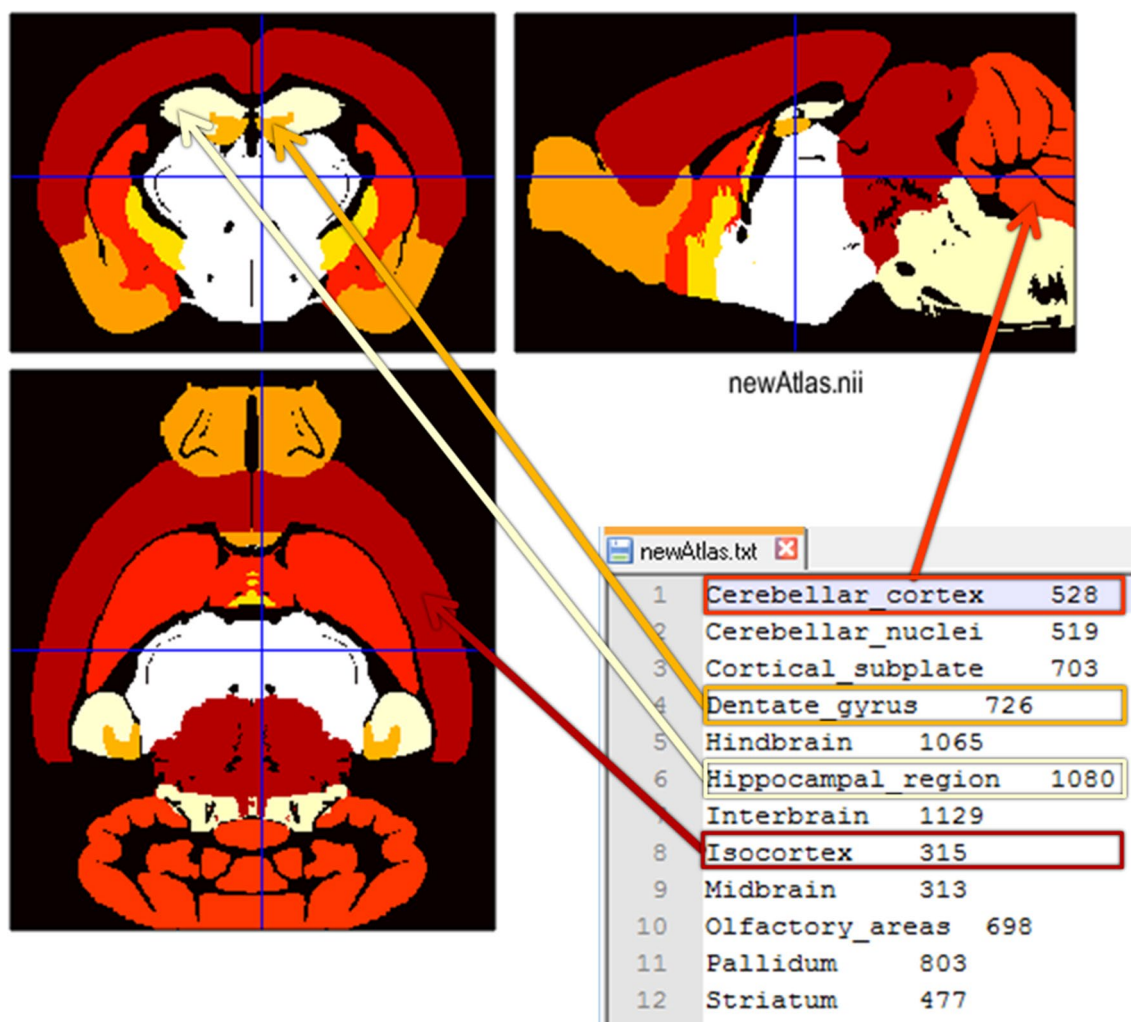 newAtlas.nii
newAtlas.txt
1 Cerebellar_cortex 528
2 Cerebellar_nuclei 519
3 Cortical_subplate 703
4 Dentate_gyrus 726
5 Hindbrain 1065
6 Hippocampal_region 1080
7 Interbrain 1129
8 Isocortex 315
9 Midbrain 313
10 Olfactory_areas 698
11 Pallidum 803
12 Striatum 477